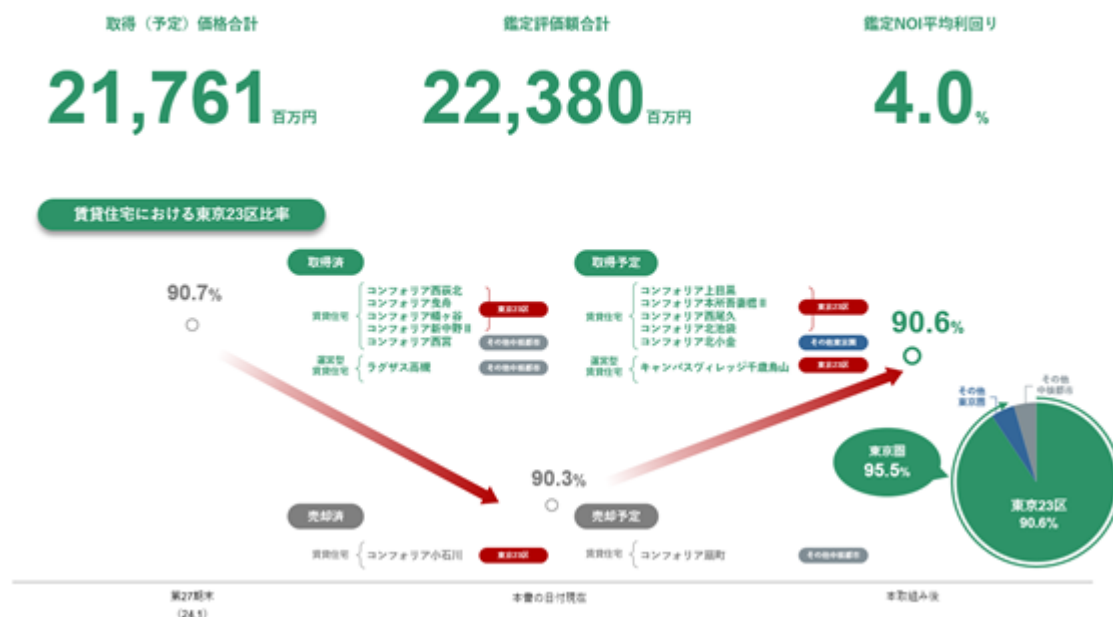 取得（予定）価格合計
鑑定評価額合計
鑑定NOI平均利回り
21,761百万円
22,380百万円
4.0%
賃貸住宅における東京23区比率
90.7%
取得済
賃貸住宅
コンフォリア西荻北
コンフォリア曳舟
コンフォリア幡ヶ谷
コンフォリア新中野Ⅱ
コンフォリア西宮
東京23区
その他中核都市
運営型
賃貸住宅
ラグザス高槻
その他中核都市
取得予定
賃貸住宅
コンフォリア上目黒
コンフォリア本所吾妻橋Ⅱ
コンフォリア西尾久
コンフォリア北池袋
コンフォリア北小金
東京23区
その他東京圏
運営型
賃貸住宅
キャンパスヴィレッジ千歳烏山
東京23区
90.6%
その他
東京圏
その他
中核都市
東京圏
95.5%
東京23区
90.6%
90.3%
売却済
賃貸住宅
コンフォリア小石川
東京23区
売却予定
賃貸住宅
コンフォリア扇町
その他中核都市
第27期末
(24.1)
本書の日付現在
本取組み後